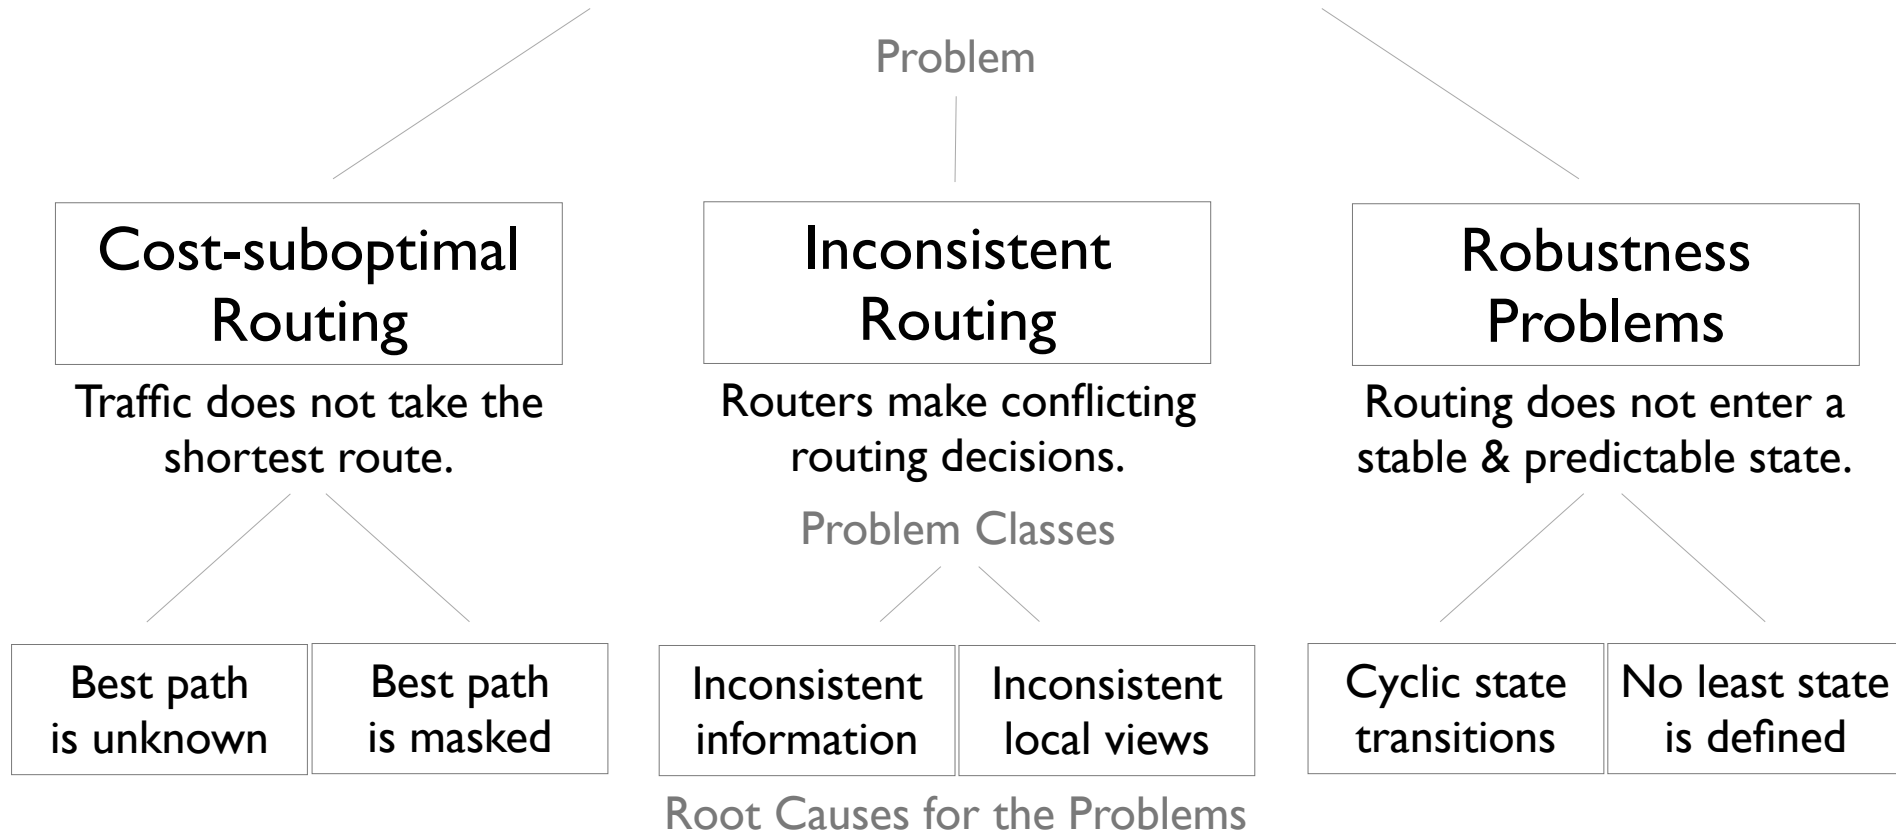 Problem
Cost-suboptimal
Routing
Traffic does not take the
shortest route.
Inconsistent
Routing
Routers make conflicting
routing decisions.
Robustness
Problems
Routing does not enter a
stable & predictable state.
Problem Classes
Best path
is unknown
Best path
is masked
Inconsistent
information
Inconsistent
local views
Cyclic state
transitions
No least state
is defined
Root Causes for the Problems